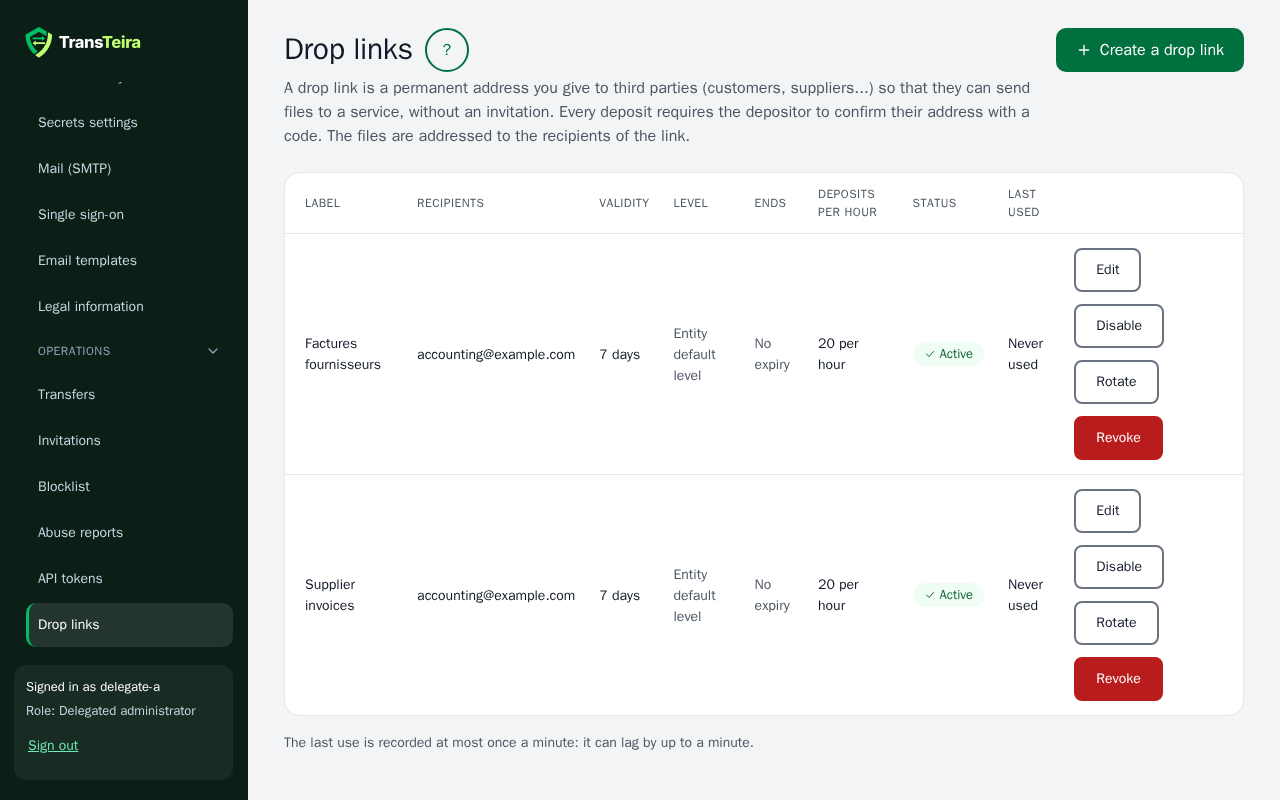 TransTeira
Secrets settings
Mail (SMTP)
Single sign-on
Email templates
Legal information
OPERATIONS
Transfers
Invitations
Blocklist
Abuse reports
API tokens
Drop links
Signed in as delegate-a
Role: Delegated administrator
Sign out
Drop links ?
+ Create a drop link
A drop link is a permanent address you give to third parties (customers, suppliers...) so that they can send
files to a service, without an invitation. Every deposit requires the depositor to confirm their address with a
code. The files are addressed to the recipients of the link.
LABEL RECIPIENTS VALIDITY LEVEL ENDS DEPOSITS PER HOUR STATUS LAST USED
Factures fournisseurs accounting@example.com 7 days Entity default level No expiry 20 per hour Active Never used
Edit
Disable
Rotate
Revoke
Supplier invoices accounting@example.com 7 days Entity default level No expiry 20 per hour Active Never used
Edit
Disable
Rotate
Revoke
The last use is recorded at most once a minute: it can lag by up to a minute.